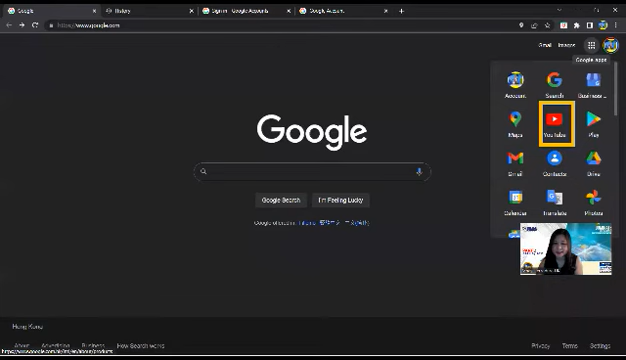 Google
History
Sign in - Google Accounts
Google Account
https://www.google.com
Gmail Images
Google apps
Account Search Business ...
Maps YouTube Play
Gmail Contacts Drive
Calendar Translate Photos
Google
Google Search I'm Feeling Lucky
Google offered in:
Hong Kong
About Advertising Business How Search works
Privacy Terms Settings